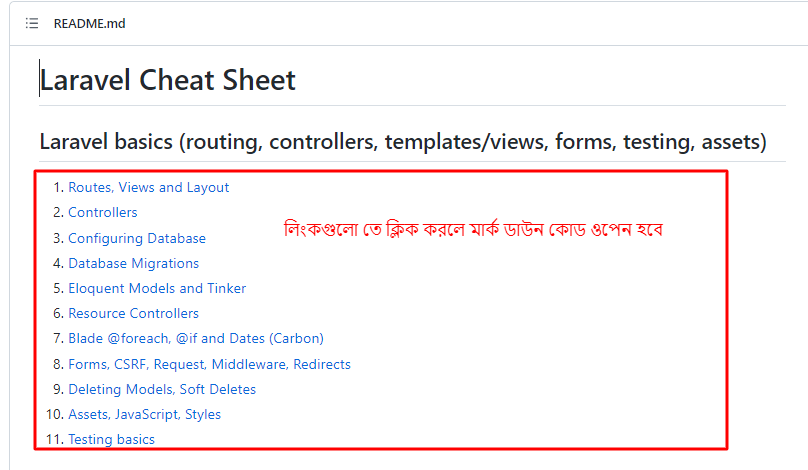 README.md
Laravel Cheat Sheet
Laravel basics (routing, controllers, templates/views, forms, testing, assets)
1. Routes, Views and Layout
2. Controllers
লিংকগুলো তে ক্লিক করলে মার্ক ডাউন কোড ওপেন হবে
3. Configuring Database
4. Database Migrations
5. Eloquent Models and Tinker
6. Resource Controllers
7. Blade @foreach, @if and Dates (Carbon)
8. Forms, CSRF, Request, Middleware, Redirects
9. Deleting Models, Soft Deletes
10. Assets, JavaScript, Styles
11. Testing basics